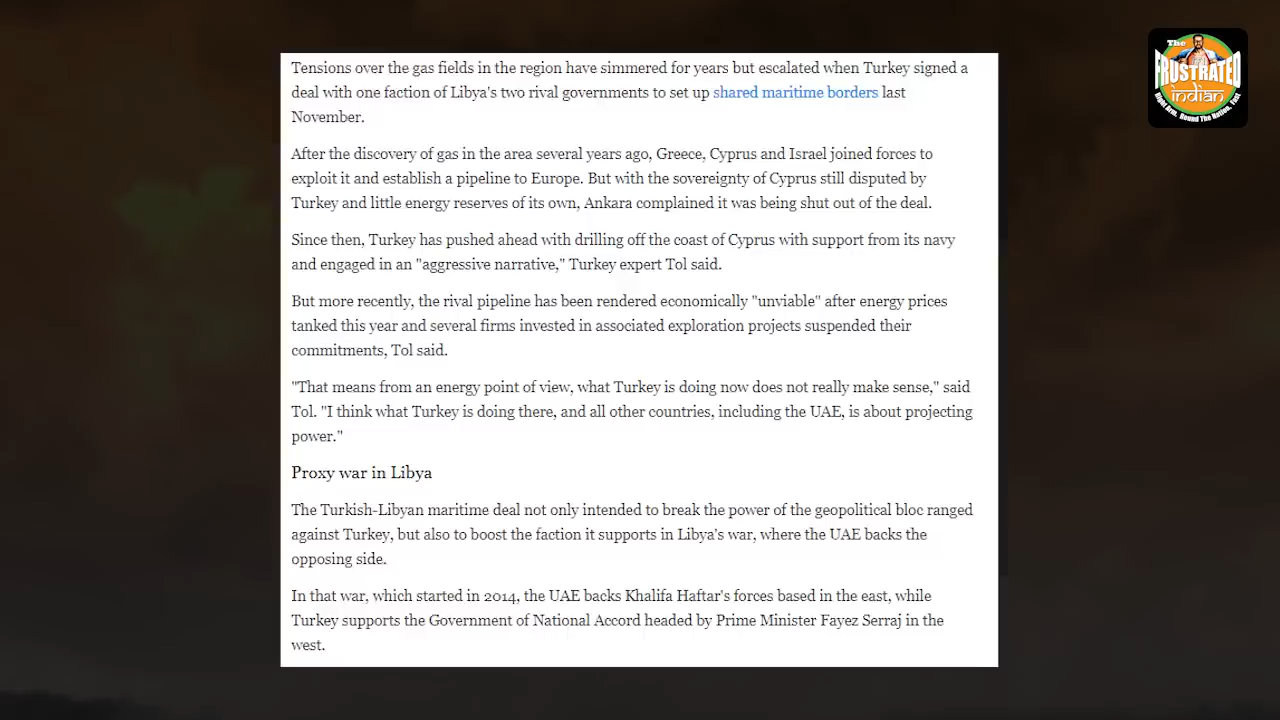 Tensions over the gas fields in the region have simmered for years but escalated when Turkey signed a
deal with one faction of Libya's two rival governments to set up shared maritime borders last
November.
After the discovery of gas in the area several years ago, Greece, Cyprus and Israel joined forces to
exploit it and establish a pipeline to Europe. But with the sovereignty of Cyprus still disputed by
Turkey and little energy reserves of its own, Ankara complained it was being shut out of the deal.
Since then, Turkey has pushed ahead with drilling off the coast of Cyprus with support from its navy
and engaged in an "aggressive narrative," Turkey expert Tol said.
But more recently, the rival pipeline has been rendered economically "unviable" after energy prices
tanked this year and several firms invested in associated exploration projects suspended their
commitments, Tol said.
"That means from an energy point of view, what Turkey is doing now does not really make sense," said
Tol. "I think what Turkey is doing there, and all other countries, including the UAE, is about projecting
power."
Proxy war in Libya
The Turkish-Libyan maritime deal not only intended to break the power of the geopolitical bloc ranged
against Turkey, but also to boost the faction it supports in Libya's war, where the UAE backs the
opposing side.
In that war, which started in 2014, the UAE backs Khalifa Haftar's forces based in the east, while
Turkey supports the Government of National Accord headed by Prime Minister Fayez Serraj in the
west.
The
FRUSTRATED
indian
Right Arm. Round The Nation. Fast